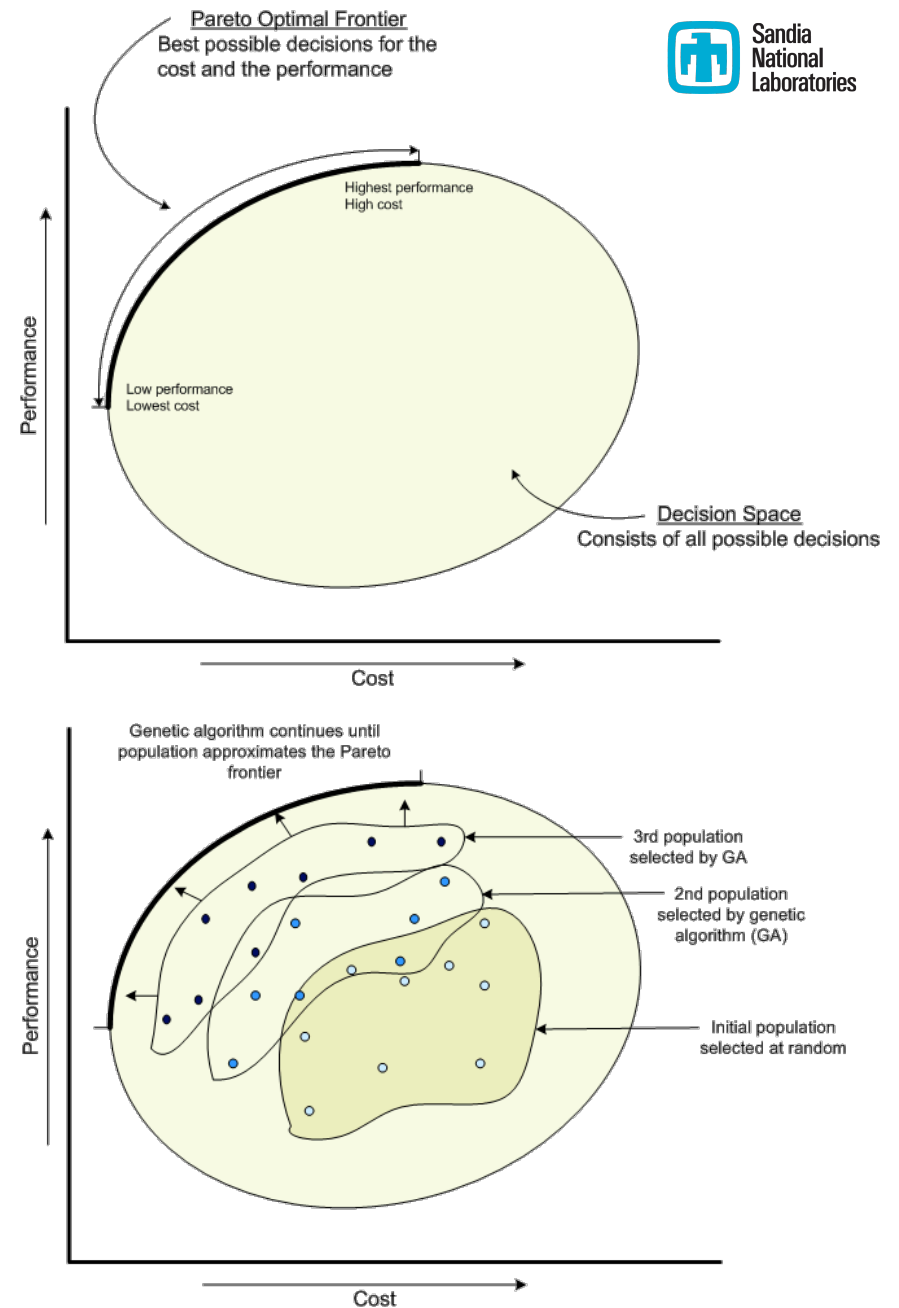 Pareto Optimal Frontier
Best possible decisions for the
cost and the performance
Sandia
National
Laboratories
Highest performance
High cost
Performance
Low performance
Lowest cost
Decision Space
Consists of all possible decisions
Cost
Genetic algorithm continues until
population approximates the Pareto
frontier
3rd population
selected by GA
2nd population
selected by genetic
algorithm (GA)
Performance
Initial population
selected at random
Cost